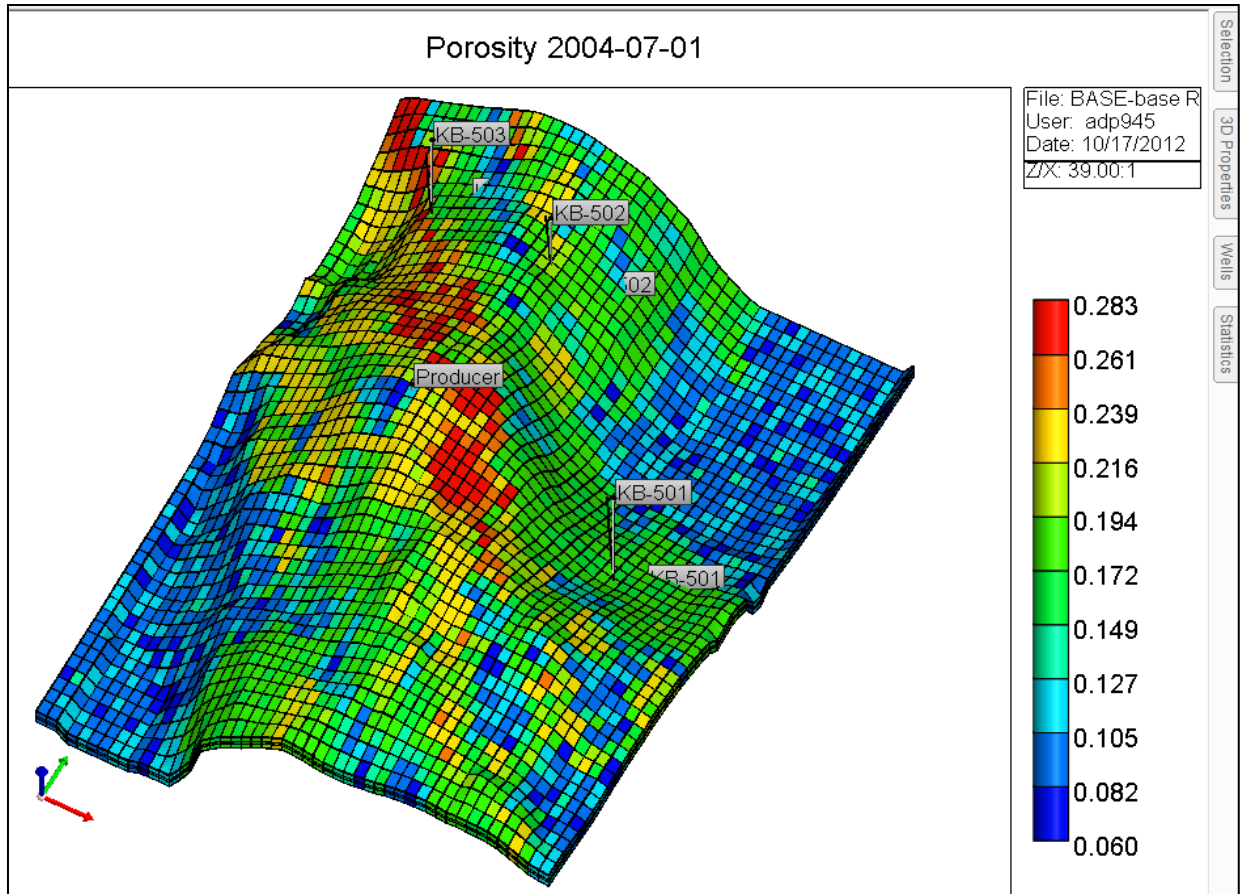 Porosity 2004-07-01
File: BASE-base R
User: adp945
Date: 10/17/2012
Z/X: 39.00:1
Selection
3D Properties
Wells
Statistics
KB-503
KB-502
02
Producer
KB-501
KB-501
0.283
0.261
0.239
0.216
0.194
0.172
0.149
0.127
0.105
0.082
0.060